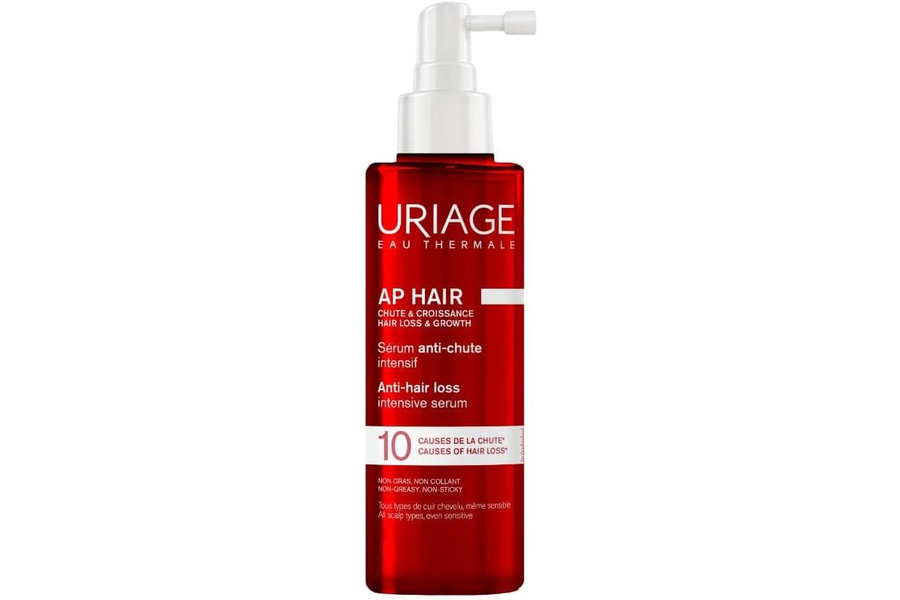 URIAGE
EAU THERMALE
AP HAIR
CHUTE & CROISSANCE
HAIR LOSS & GROWTH
Sérum anti-chute
intensif
Anti-hair loss
intensive serum
10 CAUSES DE LA CHUTE*
CAUSES OF HAIR LOSS*
NON GRAS, NON COLLANT
NON-GREASY, NON-STICKY
Tous types de cuir chevelu, même sensible
All scalp types, even sensitive